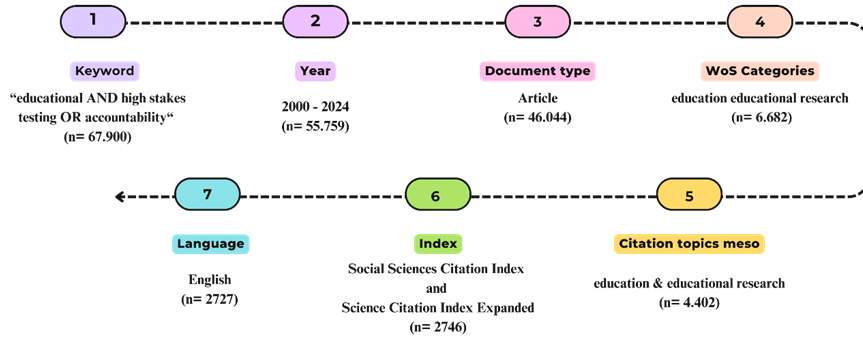 1
Keyword
“educational AND high stakes
testing OR accountability“
(n= 67.900)
2
Year
2000 - 2024
(n= 55.759)
3
Document type
Article
(n= 46.044)
4
WoS Categories
education educational research
(n= 6.682)
5
Citation topics meso
education & educational research
(n= 4.402)
6
Index
Social Sciences Citation Index
and
Science Citation Index Expanded
(n= 2746)
7
Language
English
(n= 2727)